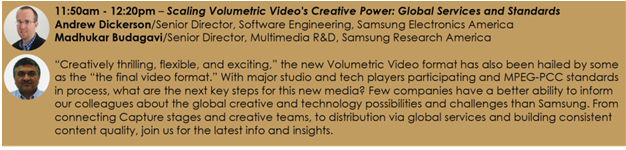 11:50am - 12:20pm – Scaling Volumetric Video's Creative Power: Global Services and Standards
Andrew Dickerson/Senior Director, Software Engineering, Samsung Electronics America
Madhukar Budagavi/Senior Director, Multimedia R&D, Samsung Research America
“Creatively thrilling, flexible, and exciting,” the new Volumetric Video format has also been hailed by some
as the “the final video format.” With major studio and tech players participating and MPEG-PCC standards
in process, what are the next key steps for this new media? Few companies have a better ability to inform
our colleagues about the global creative and technology possibilities and challenges than Samsung. From
connecting Capture stages and creative teams, to distribution via global services and building consistent
content quality, join us for the latest info and insights.